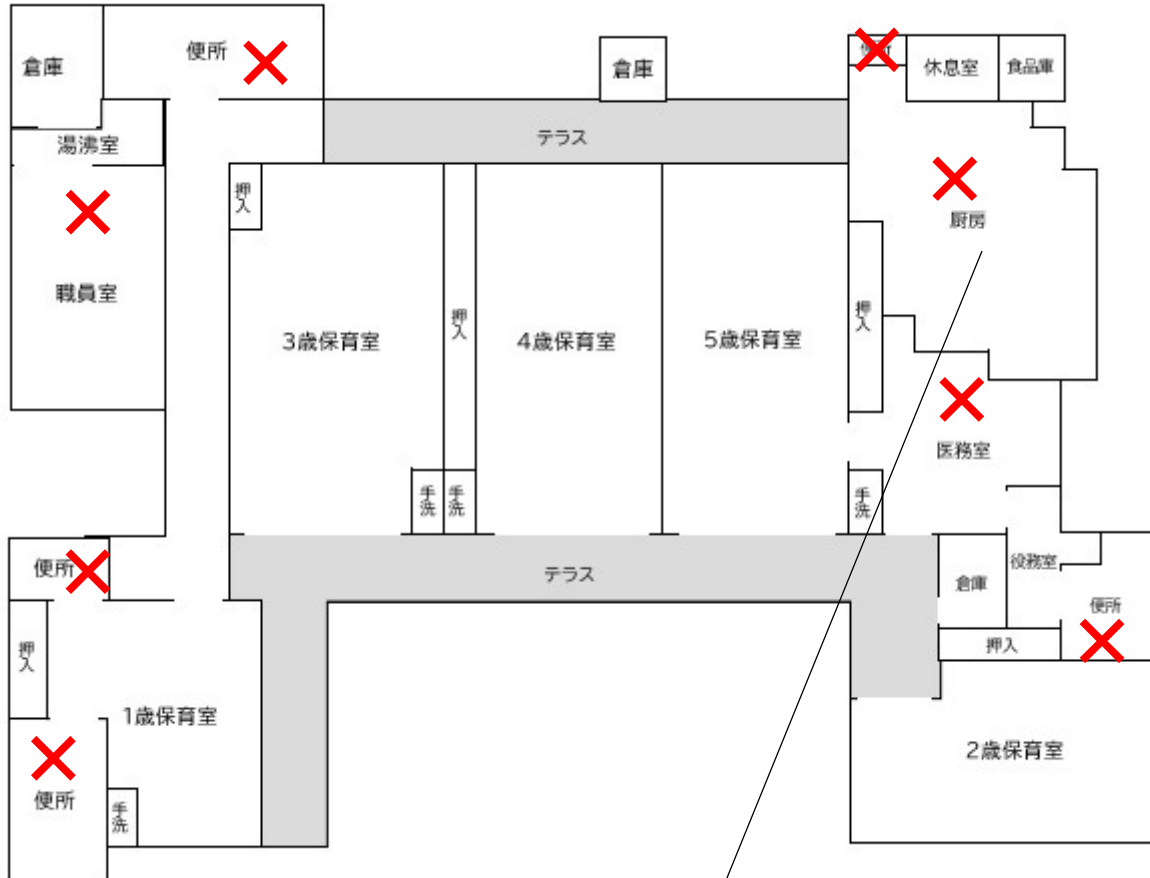 倉庫
便所
倉庫
休息室
食品庫
湯沸室
テラス
押入
厨房
職員室
3歳保育室
押入
4歳保育室
5歳保育室
押入
医務室
手洗
手洗
手洗
便所
テラス
倉庫
役務室
便所
押入
押入
1歳保育室
2歳保育室
便所
手洗